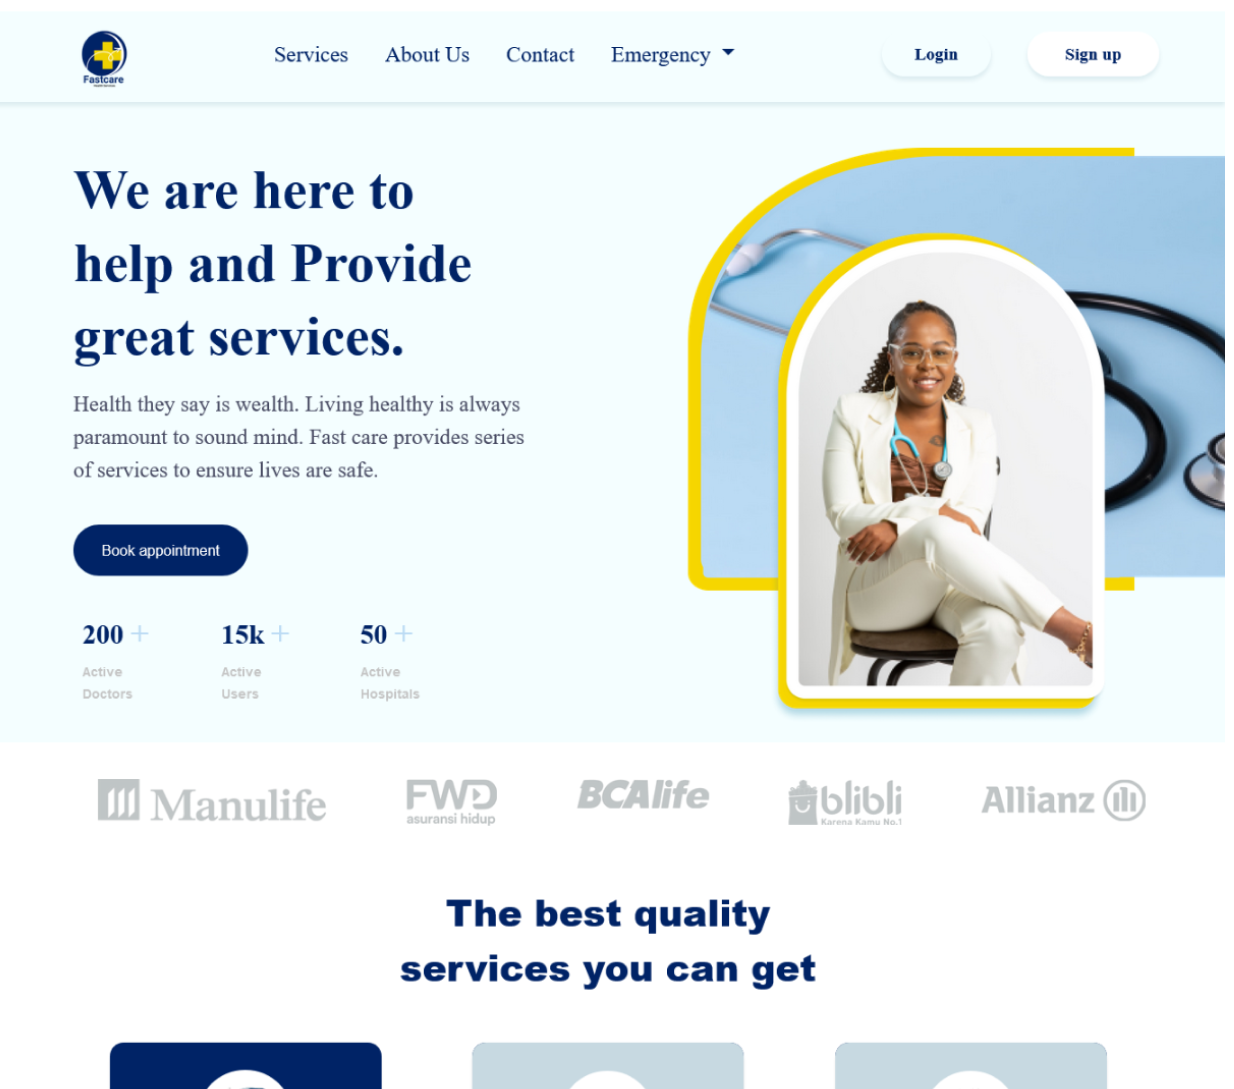 Fastcare
Services
About Us
Contact
Emergency
Login
Sign up
We are here to
help and Provide
great services.
Health they say is wealth. Living healthy is always
paramount to sound mind. Fast care provides series
of services to ensure lives are safe.
Book appointment
200 +
15k +
50 +
Active
Doctors
Active
Users
Active
Hospitals
Manulife
FWD
asuransi hidup
BCAlife
blibli
Karena Kamu No.1
Allianz
The best quality
services you can get